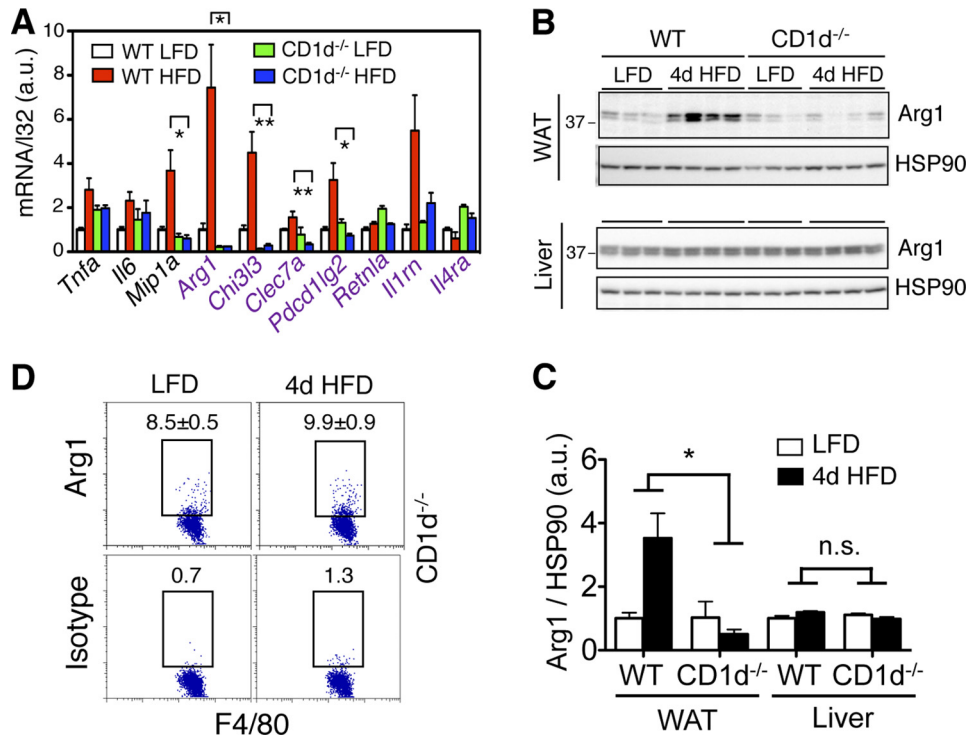 A
mRNA/l32 (a.u.)
10
8
6
4
2
0
WT LFD
WT HFD
CD1d-/- LFD
CD1d-/- HFD
*
*
**
**
*
Tnfa
Il6
Mip1a
Arg1
Chi3l3
Clec7a
Pdcd1lg2
Retnla
Il1rn
Il4ra
B
WT CD1d-/-
LFD 4d HFD LFD 4d HFD
WAT
37
Arg1
HSP90
Liver
37
Arg1
HSP90
D
LFD 4d HFD
Arg1
8.5±0.5 9.9±0.9
CD1d-/-
Isotype
0.7 1.3
F4/80
C
Arg1 / HSP90 (a.u.)
6
4
2
0
LFD
4d HFD
*
n.s.
WT CD1d-/- WT CD1d-/-
WAT Liver